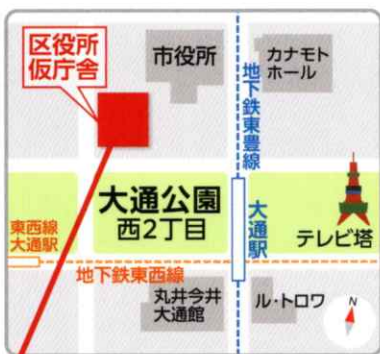 区役所
仮庁舎
市役所
カナモト
ホール
地下鉄東豊線
大通公園
西2丁目
大通駅
テレビ塔
東西線
大通駅
地下鉄東西線
丸井今井
大通館
ル・トロワ
N